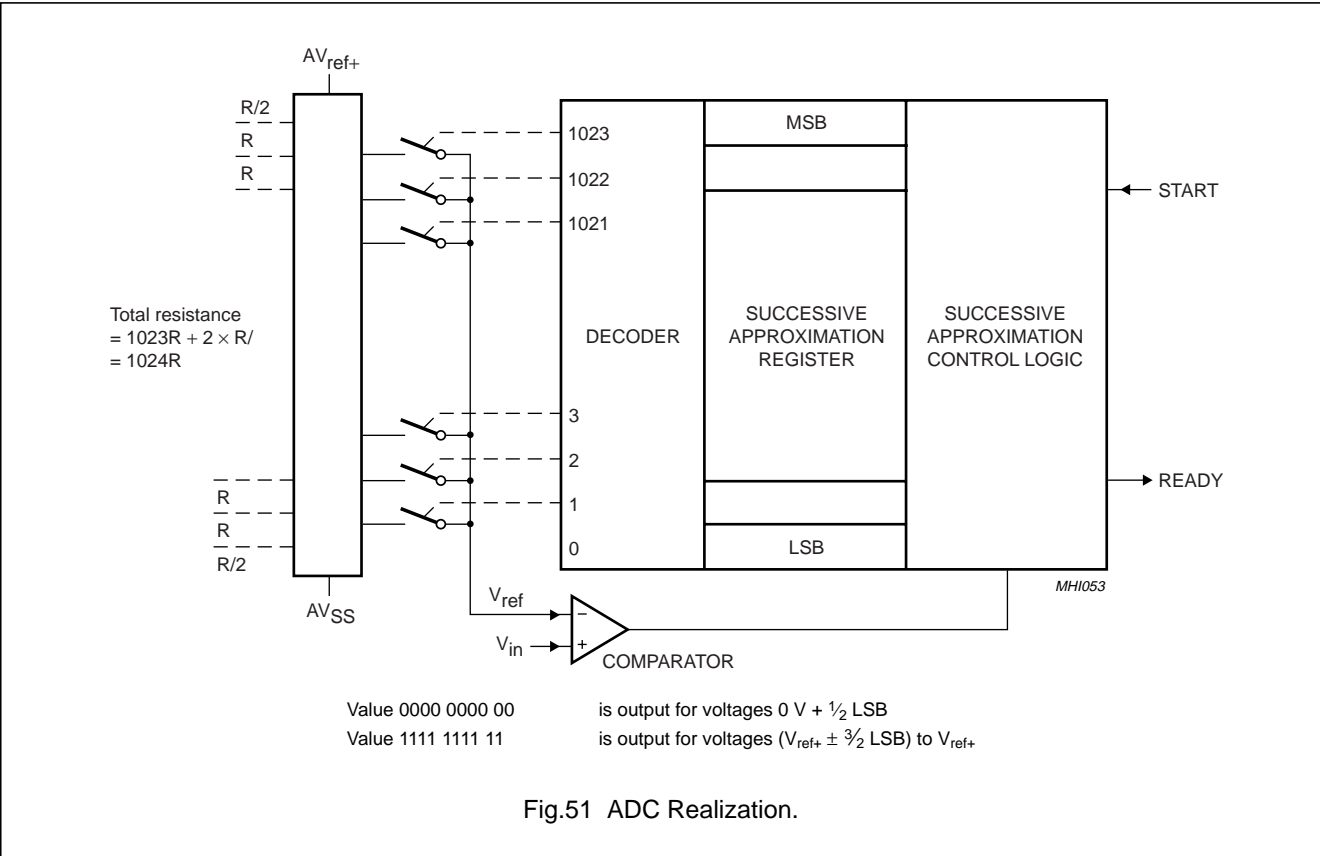 AVref+
R/2
R
R
1023
1022
1021
MSB
START
Total resistance
= 1023R + 2 × R/
= 1024R
DECODER
SUCCESSIVE
APPROXIMATION
REGISTER
SUCCESSIVE
APPROXIMATION
CONTROL LOGIC
3
2
1
0
R
R
R/2
LSB
READY
MHI053
AVSS
Vref
−
Vin
+
COMPARATOR
Value 0000 0000 00 is output for voltages 0 V + ½ LSB
Value 1111 1111 11 is output for voltages (Vref+ ± 3⁄2 LSB) to Vref+
Fig.51 ADC Realization.